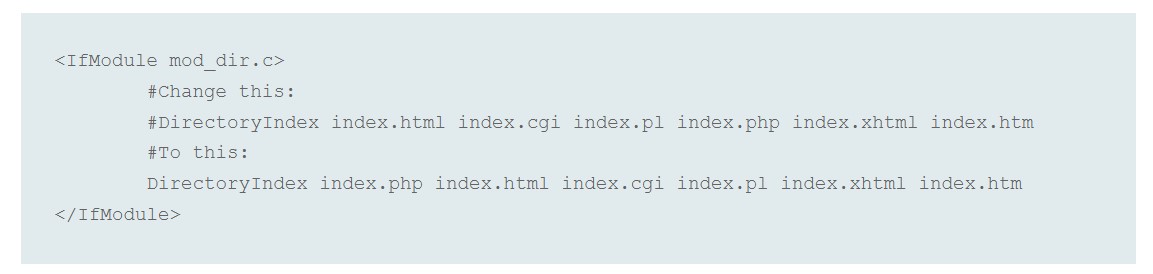 <IfModule mod_dir.c>
#Change this:
#DirectoryIndex index.html index.cgi index.pl index.php index.xhtml index.htm
#To this:
DirectoryIndex index.php index.html index.cgi index.pl index.xhtml index.htm
</IfModule>